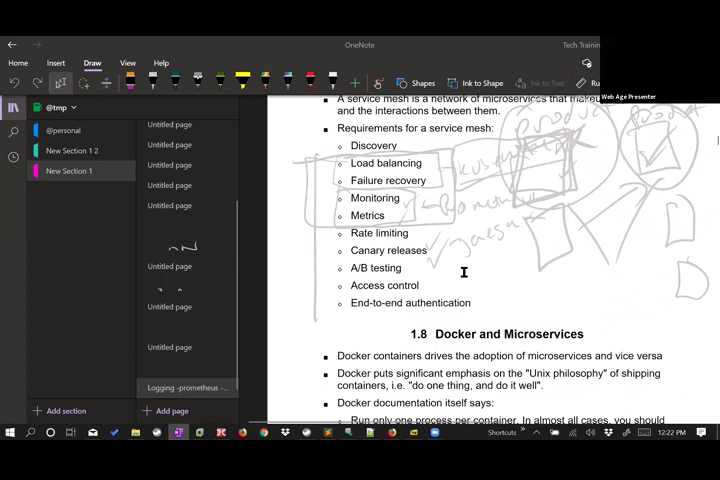 OneNote
Tech Trainin
Home Insert Draw View Help
Shapes Ink to Shape Ink to Text Ru
Web Age Presenter
@tmp
@personal
New Section 1 2
New Section 1
Untitled page
Untitled page
Untitled page
Untitled page
Untitled page
Untitled page
Untitled page
Untitled page
Logging -prometheus -...
Add section
Add page
A service mesh is a network of microservices that makeu
and the interactions between them.
Requirements for a service mesh:
Discovery
Load balancing
Failure recovery
Monitoring
Metrics
Rate limiting
Canary releases
A/B testing
Access control
End-to-end authentication
product
product
1.8 Docker and Microservices
Docker containers drives the adoption of microservices and vice versa
Docker puts significant emphasis on the "Unix philosophy" of shipping
containers, i.e. "do one thing, and do it well".
Docker documentation itself says:
Run only one process per container. In almost all cases, you should
Shortcuts
12:22 PM